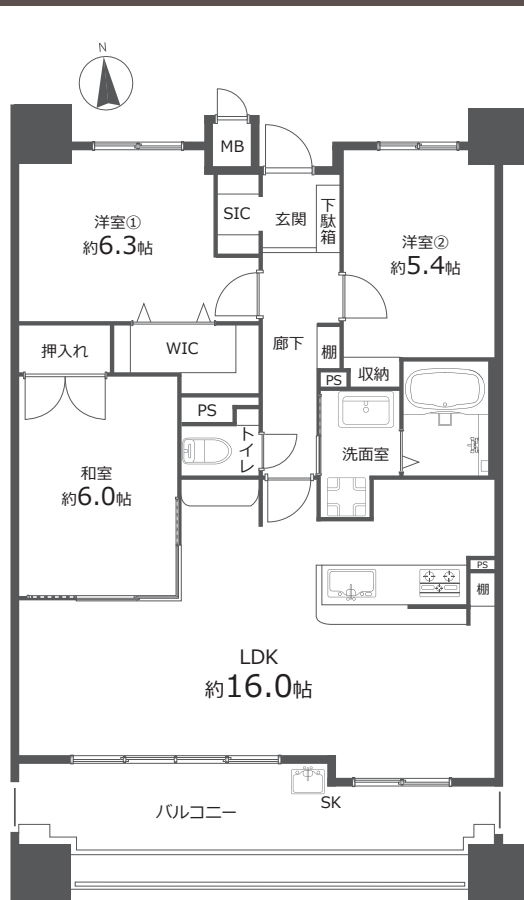 N
MB
SIC
玄関
下駄箱
洋室①
約6.3帖
洋室②
約5.4帖
廊下
棚
押入れ
WIC
PS
収納
PS
トイレ
洗面室
和室
約6.0帖
PS
棚
LDK
約16.0帖
SK
バルコニー